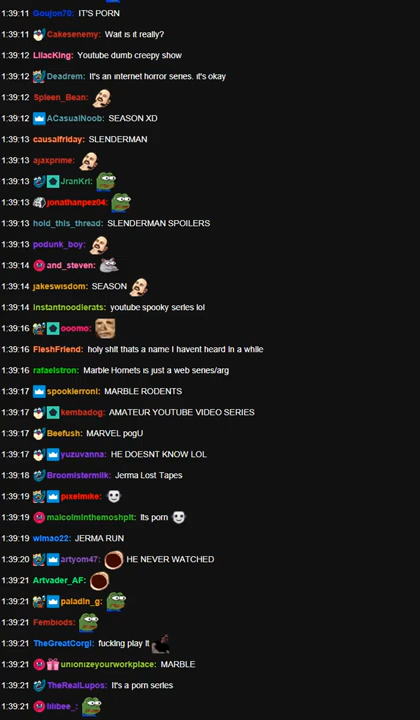 1:39:11 Goujon70: IT'S PORN
1:39:11 Cakesenemy: Wait is it really?
1:39:12 LilacKing: Youtube dumb creepy show
1:39:12 Deadrem: It's an internet horror series. it's okay
1:39:12 Spleen_Bean:
1:39:12 ACasualNoob: SEASON XD
1:39:13 causalfriday: SLENDERMAN
1:39:13 ajaxprime:
1:39:13 JranKrt:
1:39:13 jonathanpez04:
1:39:13 hold_this_thread: SLENDERMAN SPOILERS
1:39:13 podunk_boy:
1:39:14 and_steven:
1:39:14 jakeswisdom: SEASON
1:39:14 instantnoodlerats: youtube spooky series lol
1:39:16 ooomo:
1:39:16 FleshFriend: holy shit thats a name I havent heard in a while
1:39:16 rafaelstron: Marble Homets is just a web series/arg
1:39:17 spookierroni: MARBLE RODENTS
1:39:17 kembadog: AMATEUR YOUTUBE VIDEO SERIES
1:39:17 Beefush: MARVEL pogU
1:39:17 yuzuvanna: HE DOESNT KNOW LOL
1:39:18 Broomistermilk: Jerma Lost Tapes
1:39:19 pixelmike:
1:39:19 malcolminthemoshpit: Its porn
1:39:19 wimao22: JERMA RUN
1:39:20 artyom47: HE NEVER WATCHED
1:39:21 Artvader_AF:
1:39:21 paladin_g:
1:39:21 Fembiods:
1:39:21 TheGreatCorgi: fucking play it
1:39:21 unionizeyourworkplace: MARBLE
1:39:21 TheRealLupos: It's a porn series
1:39:21 lilibee_: